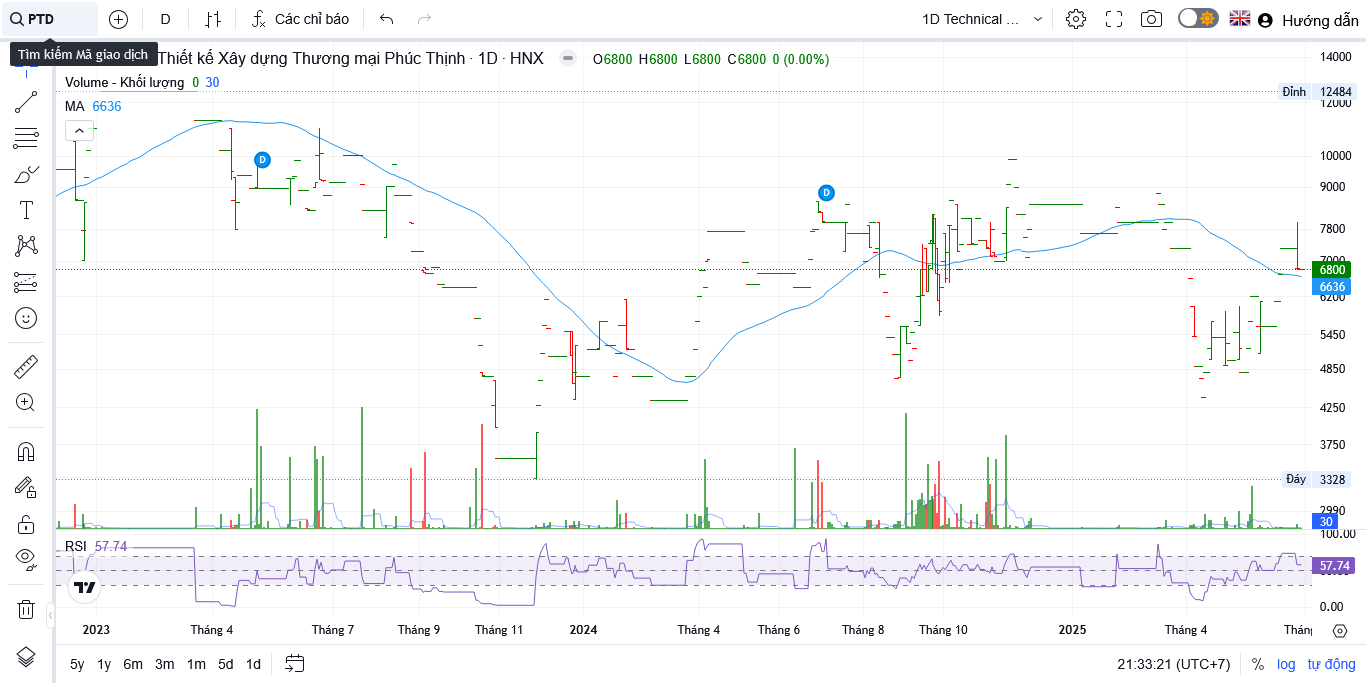 PTD
D
Các chỉ báo
1D Technical ...
Hướng dẫn
Tìm kiếm Mã giao dịch
Thiết kế Xây dựng Thương mại Phúc Thịnh · 1D · HNX
O6800 H6800 L6800 C6800 0 (0.00%)
Volume - Khối lượng 0 30
MA 6636
14000
Đỉnh 12484
12000
D
10000
9000
D
7800
7000
6800
6636
6200
5450
4850
4250
3750
Đáy 3328
2990
30
RSI 57.74
100.00
57.74
0.00
2023 Tháng 4 Tháng 7 Tháng 9 Tháng 11 2024 Tháng 4 Tháng 6 Tháng 8 Tháng 10 2025 Tháng 4 Tháng
5y 1y 6m 3m 1m 5d 1d
21:33:21 (UTC+7) % log tự động